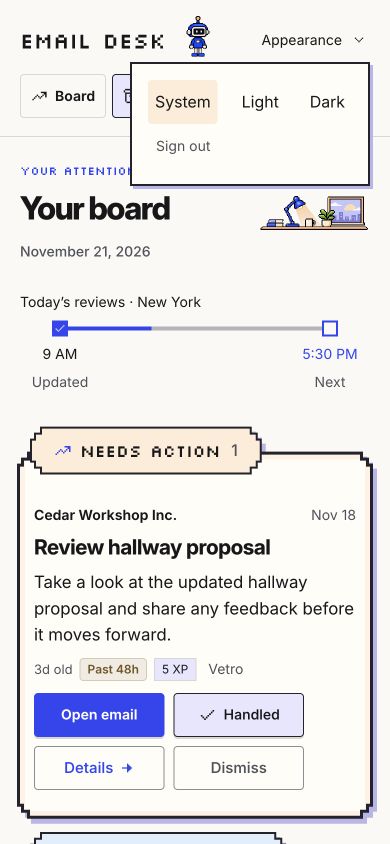 EMAIL DESK
Appearance
System Light Dark
Sign out
Board
YOUR ATTENTION
Your board
November 21, 2026
Today's reviews · New York
9 AM 5:30 PM
Updated Next
NEEDS ACTION 1
Cedar Workshop Inc. Nov 18
Review hallway proposal
Take a look at the updated hallway
proposal and share any feedback before
it moves forward.
3d old Past 48h 5 XP Vetro
Open email Handled
Details Dismiss